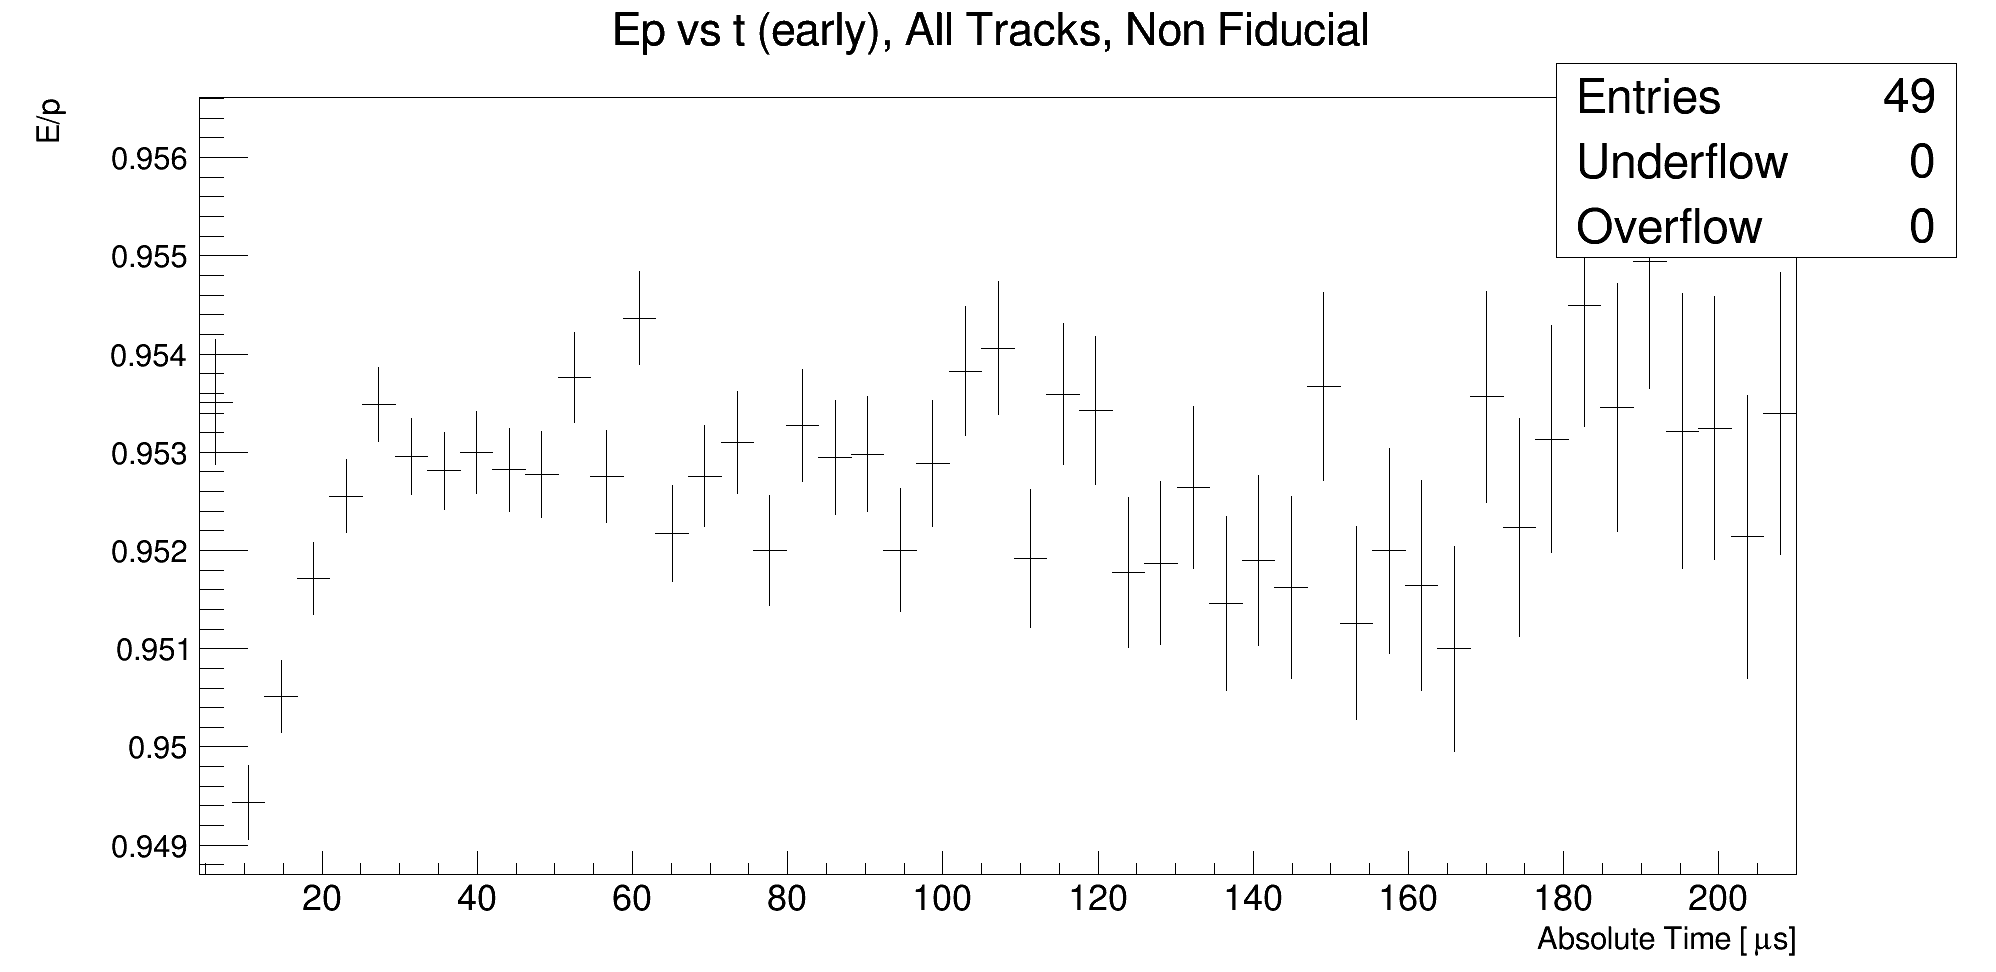 Ep vs t (early), All Tracks, Non Fiducial
Entries 49
Underflow 0
Overflow 0
E/p
0.956
0.955
0.954
0.953
0.952
0.951
0.95
0.949
20 40 60 80 100 120 140 160 180 200
Absolute Time [ μs]